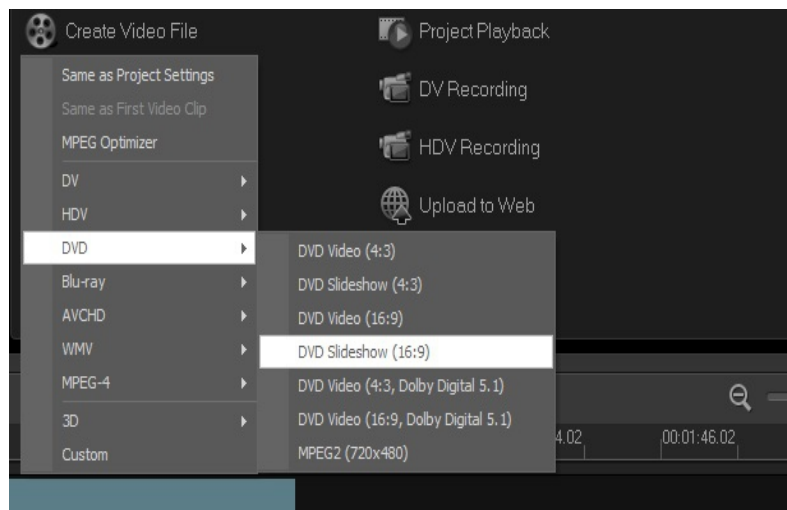 Create Video File
Same as Project Settings
Same as First Video Clip
MPEG Optimizer
DV
HDV
DVD
Blu-ray
AVCHD
WMV
MPEG-4
3D
Custom
DVD Video (4:3)
DVD Slideshow (4:3)
DVD Video (16:9)
DVD Slideshow (16:9)
DVD Video (4:3, Dolby Digital 5.1)
DVD Video (16:9, Dolby Digital 5.1)
MPEG2 (720x480)
Project Playback
DV Recording
HDV Recording
Upload to Web
4.02
00:01:46.02